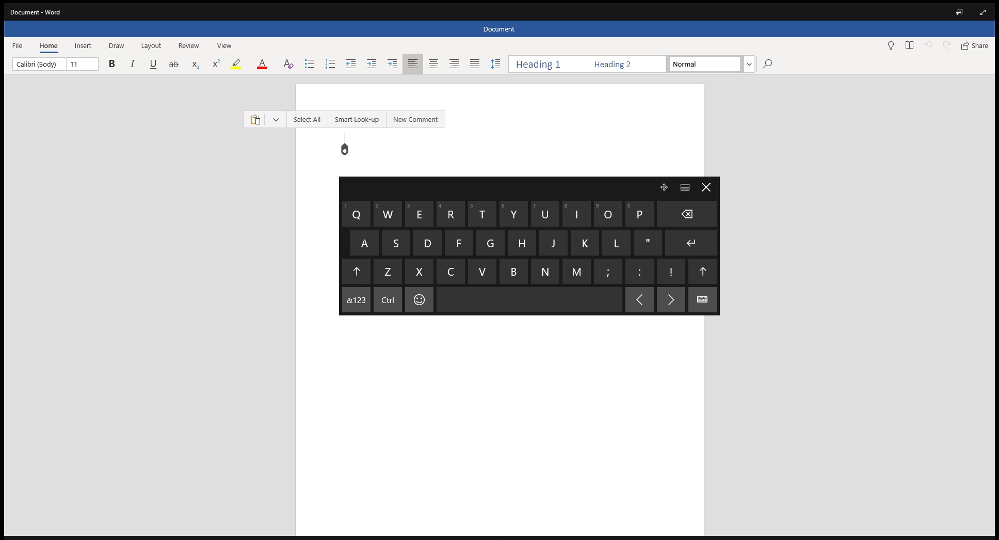 Document - Word
Document
File Home Insert Draw Layout Review View Share
Calibri (Body) 11 B I U ab x₂ x² A A Heading 1 Heading 2 Normal
Select All Smart Look-up New Comment
1 Q 2 W 3 E 4 R 5 T 6 Y 7 U 8 I 9 O 0 P
A S D F G H J K L "
Z X C V B N M ; : !
&123 Ctrl